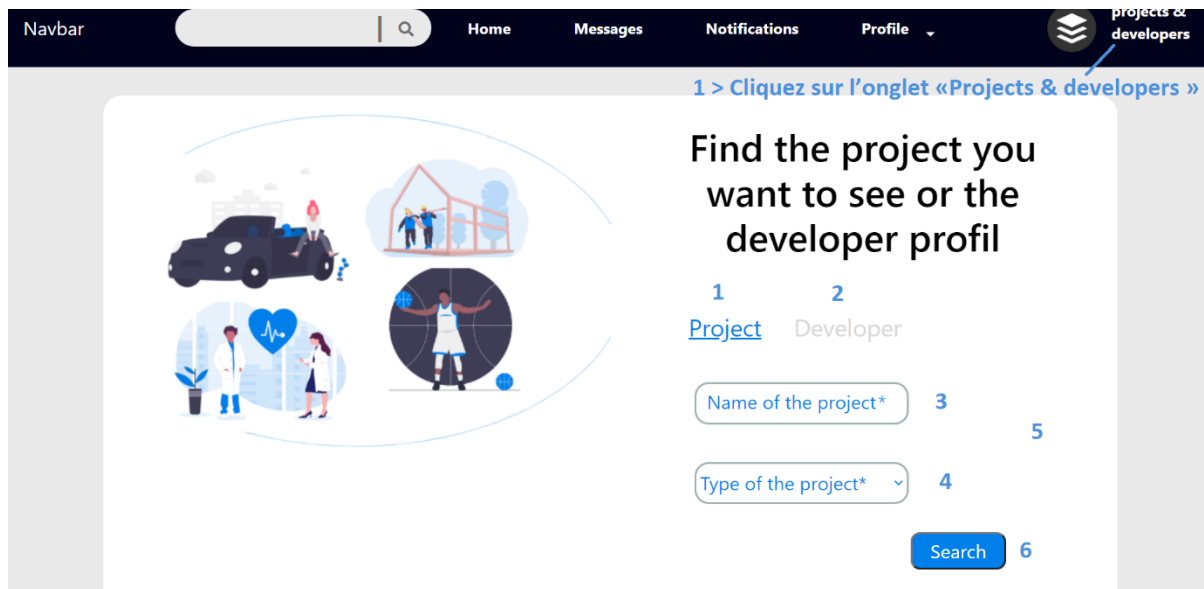 Navbar
Home
Messages
Notifications
Profile
projects &
developers
1 > Cliquez sur l’onglet «Projects & developers »
Find the project you
want to see or the
developer profil
1 2
Project Developer
Name of the project* 3
5
Type of the project* 4
Search 6